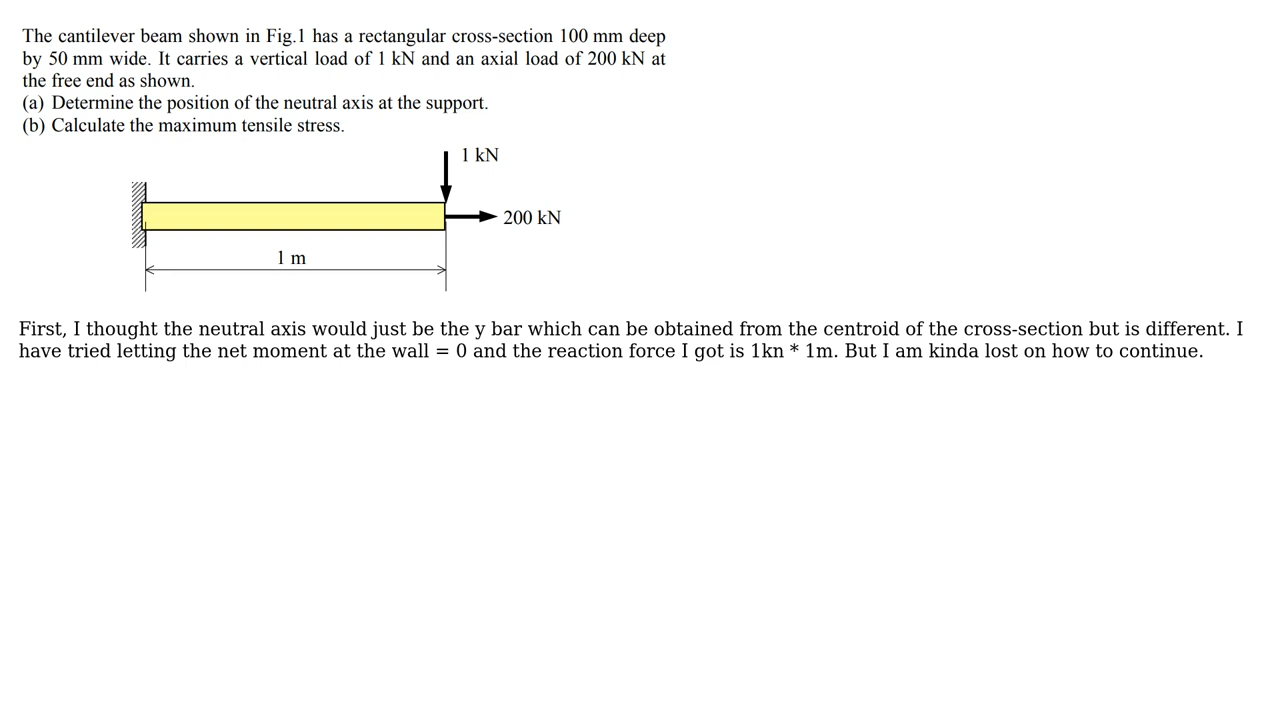 The cantilever beam shown in Fig.1 has a rectangular cross-section 100 mm deep
by 50 mm wide. It carries a vertical load of 1 kN and an axial load of 200 kN at
the free end as shown.
(a) Determine the position of the neutral axis at the support.
(b) Calculate the maximum tensile stress.
1 kN
200 kN
1 m
First, I thought the neutral axis would just be the y bar which can be obtained from the centroid of the cross-section but is different. I
have tried letting the net moment at the wall = 0 and the reaction force I got is 1kn * 1m. But I am kinda lost on how to continue.